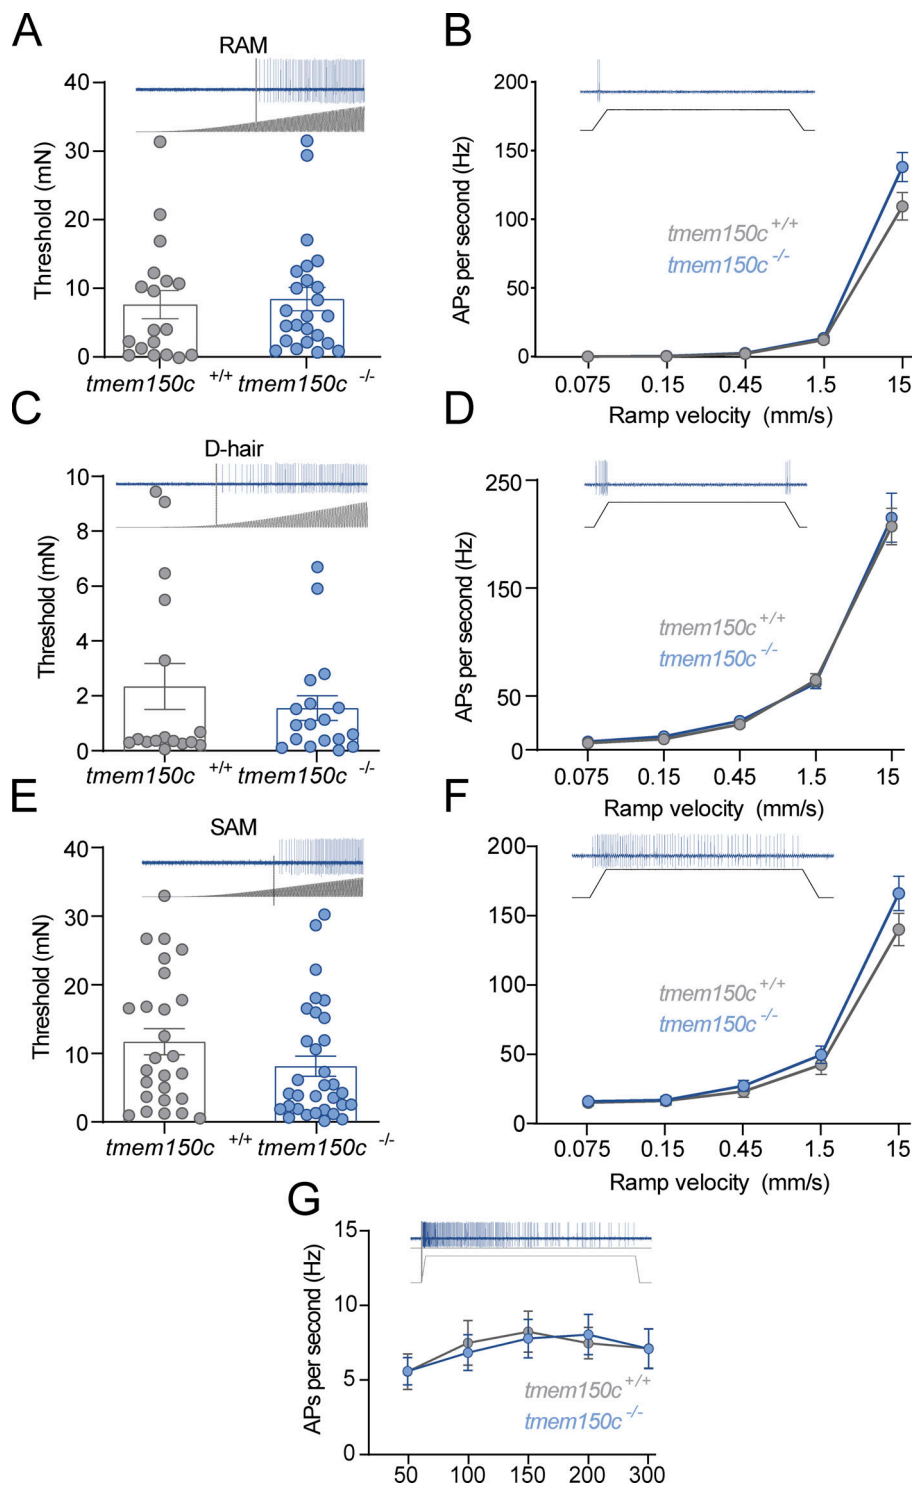 A
RAM
Threshold (mN)
40
30
20
10
0
tmem150c +/+ tmem150c -/-
B
APs per second (Hz)
200
150
100
50
0
tmem150c +/+
tmem150c -/-
0.075 0.15 0.45 1.5 15
Ramp velocity (mm/s)
C
D-hair
Threshold (mN)
10
8
6
4
2
0
tmem150c +/+ tmem150c -/-
D
APs per second (Hz)
250
150
50
0
tmem150c +/+
tmem150c -/-
0.075 0.15 0.45 1.5 15
Ramp velocity (mm/s)
E
SAM
Threshold (mN)
40
30
20
10
0
tmem150c +/+ tmem150c -/-
F
APs per second (Hz)
200
150
100
50
0
tmem150c +/+
tmem150c -/-
0.075 0.15 0.45 1.5 15
Ramp velocity (mm/s)
G
APs per second (Hz)
15
10
5
0
tmem150c +/+
tmem150c -/-
50 100 150 200 300